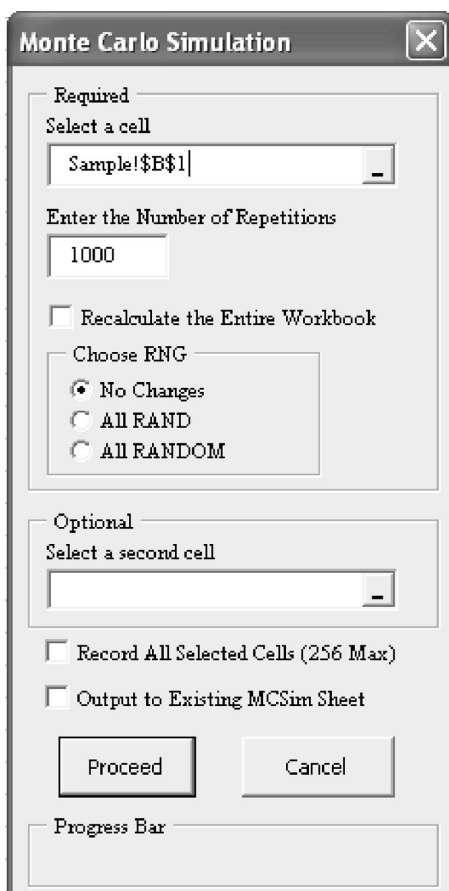 Monte Carlo Simulation
Required
Select a cell
Sample!$B$1
Enter the Number of Repetitions
1000
Recalculate the Entire Workbook
Choose RNG
No Changes
All RAND
All RANDOM
Optional
Select a second cell
Record All Selected Cells (256 Max)
Output to Existing MCSim Sheet
Proceed Cancel
Progress Bar